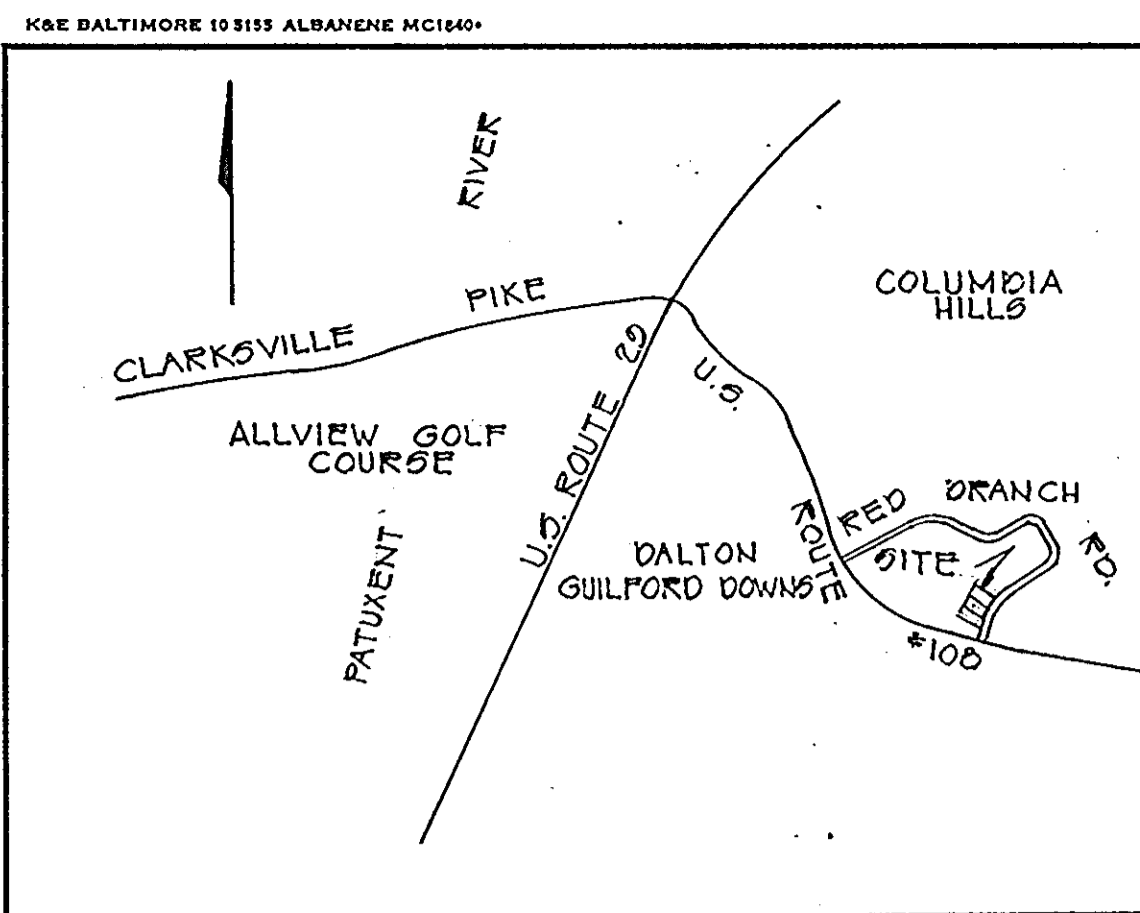 K&E BALTIMORE 10 5155 ALBANENE MC1840•
RIVER
PIKE
CLARKSVILLE
COLUMBIA
HILLS
U.S. ROUTE 29
U.S.
ROUTE
#108
ALLVIEW GOLF
COURSE
PATUXENT
DALTON
GUILFORD DOWNS
RED BRANCH RD.
SITE